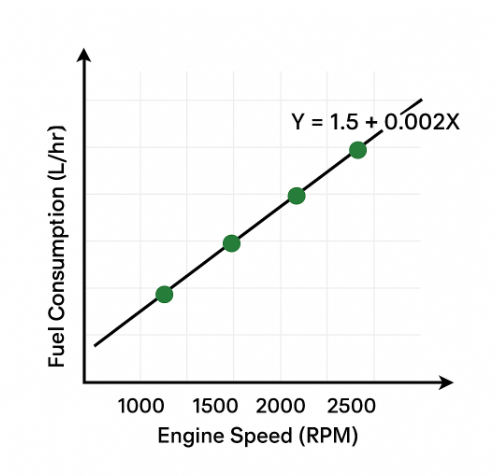 Y = 1.5 + 0.002X
Fuel Consumption (L/hr)
1000 1500 2000 2500
Engine Speed (RPM)